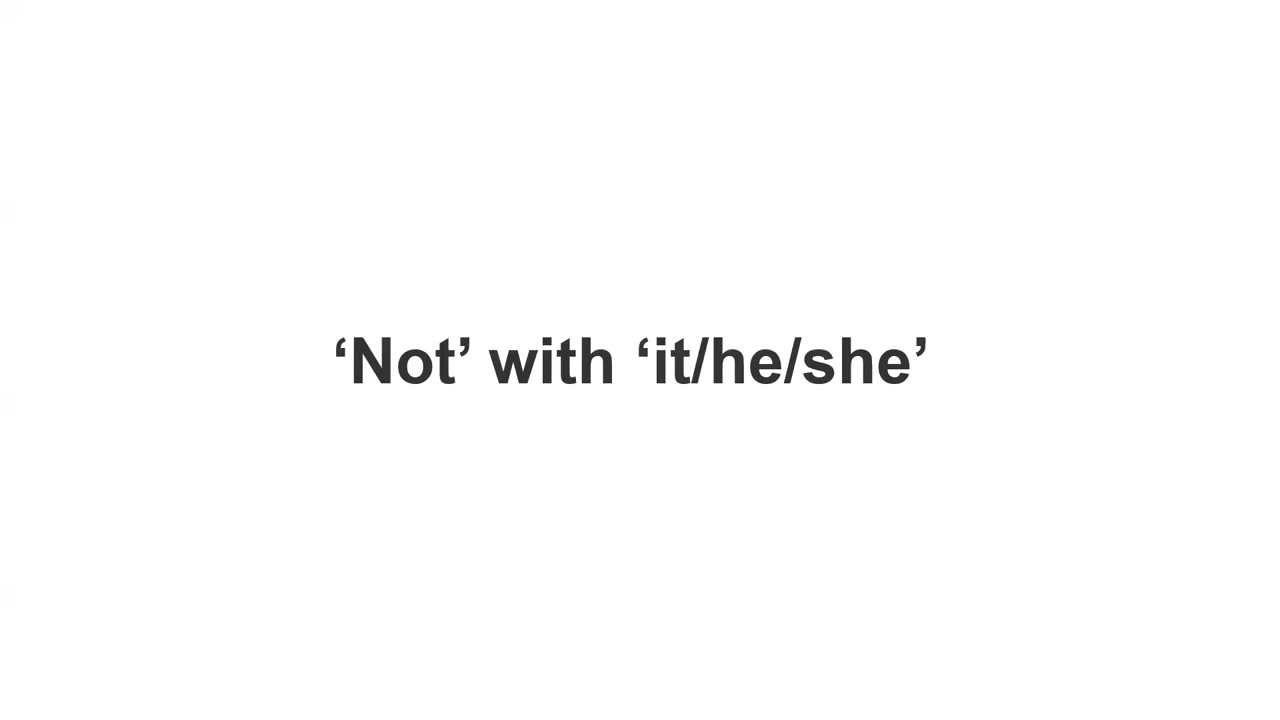 ‘Not’ with ‘it/he/she’